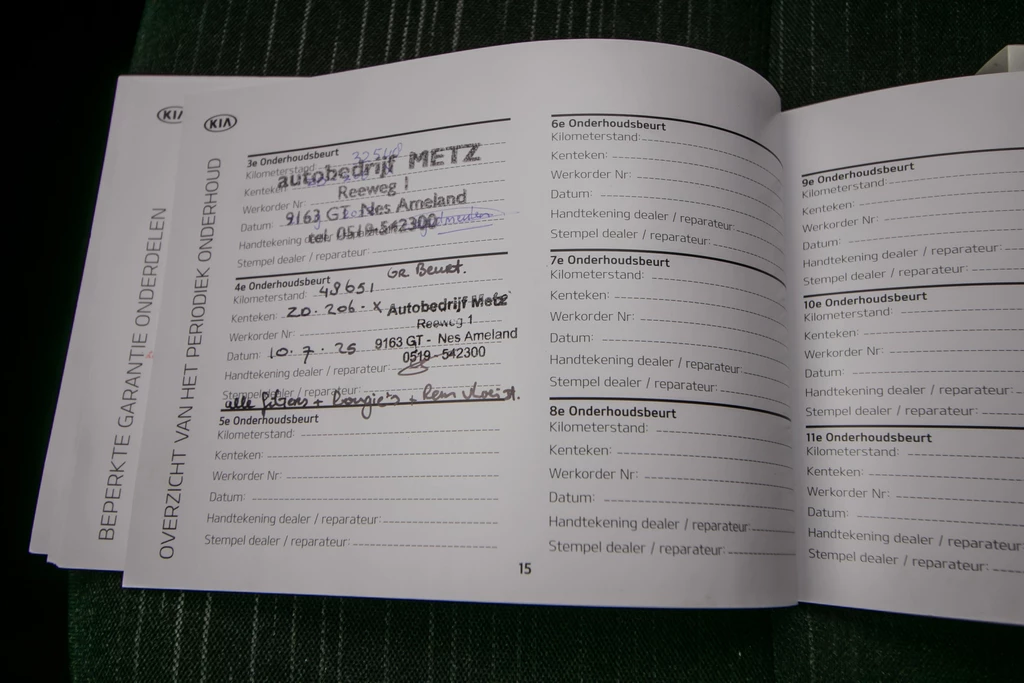 KIA
BEPERKTE GARANTIE ONDERDELEN
KIA
OVERZICHT VAN HET PERIODIEK ONDERHOUD
3e Onderhoudsbeurt
Kilometerstand: 32548
autobedrijf METZ
Kenteken:
Reeweg 1
Werkorder Nr:
9163 GT Nes Ameland
Datum:
tel. 0519-542300
Handtekening dealer
Stempel dealer / reparateur:
4e Onderhoudsbeurt GR Beurt.
Kilometerstand: 48651
Kenteken: 20.206.X Autobedrijf Metz
Werkorder Nr: Reeweg 1
Datum: 10.7.25 9163 GT - Nes Ameland
0519 - 542300
Handtekening dealer / reparateur:
Stempel dealer / reparateur:
alle filters + Bougie's + Rem vloeist.
5e Onderhoudsbeurt
Kilometerstand:
Kenteken:
Werkorder Nr:
Datum:
Handtekening dealer / reparateur:
Stempel dealer / reparateur:
15
6e Onderhoudsbeurt
Kilometerstand:
Kenteken:
Werkorder Nr:
Datum:
Handtekening dealer / reparateur:
Stempel dealer / reparateur:
7e Onderhoudsbeurt
Kilometerstand:
Kenteken:
Werkorder Nr:
Datum:
Handtekening dealer / reparateur:
Stempel dealer / reparateur:
8e Onderhoudsbeurt
Kilometerstand:
Kenteken:
Werkorder Nr:
Datum:
Handtekening dealer / reparateur:
Stempel dealer / reparateur:
9e Onderhoudsbeurt
Kilometerstand:
Kenteken:
Werkorder Nr:
Datum:
Handtekening dealer / reparateur:
Stempel dealer / reparateur:
10e Onderhoudsbeurt
Kilometerstand:
Kenteken:
Werkorder Nr:
Datum:
Handtekening dealer / reparateur:
Stempel dealer / reparateur:
11e Onderhoudsbeurt
Kilometerstand:
Kenteken:
Werkorder Nr:
Datum:
Handtekening dealer / reparateur
Stempel dealer / reparateur: